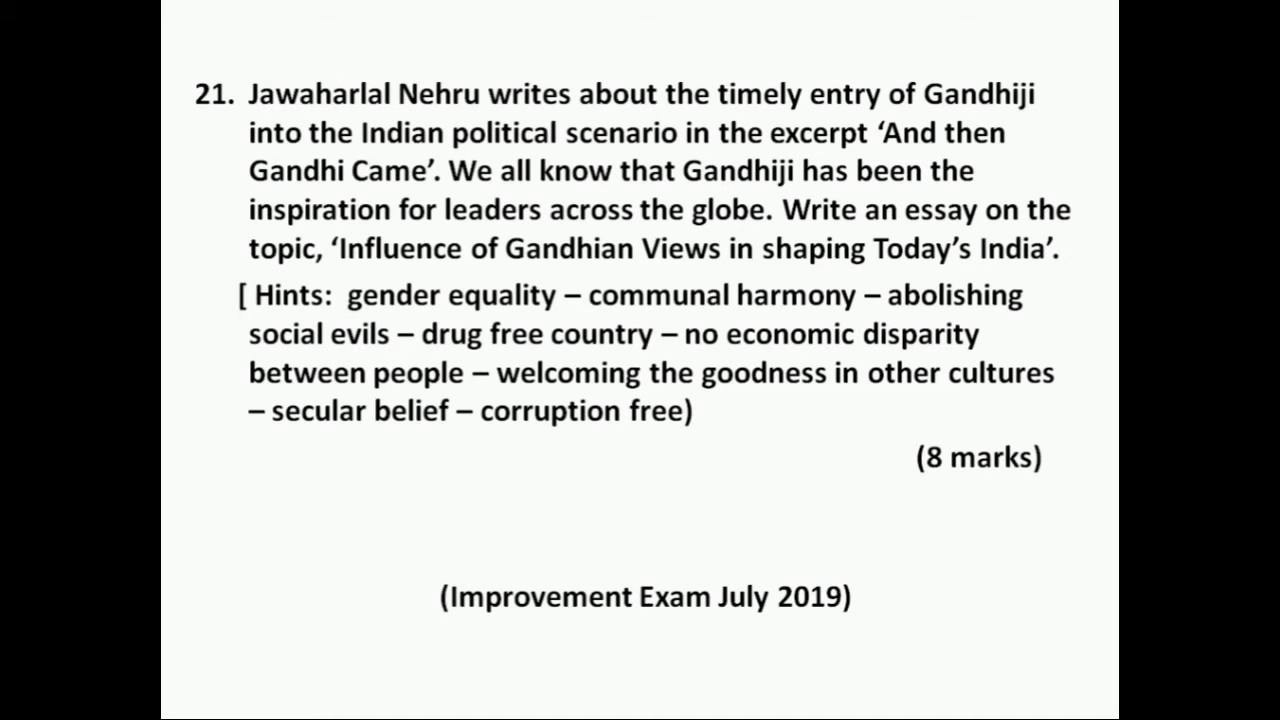 21. Jawaharlal Nehru writes about the timely entry of Gandhiji
into the Indian political scenario in the excerpt ‘And then
Gandhi Came’. We all know that Gandhiji has been the
inspiration for leaders across the globe. Write an essay on the
topic, ‘Influence of Gandhian Views in shaping Today’s India’.
[ Hints: gender equality – communal harmony – abolishing
social evils – drug free country – no economic disparity
between people – welcoming the goodness in other cultures
– secular belief – corruption free)
(8 marks)
(Improvement Exam July 2019)